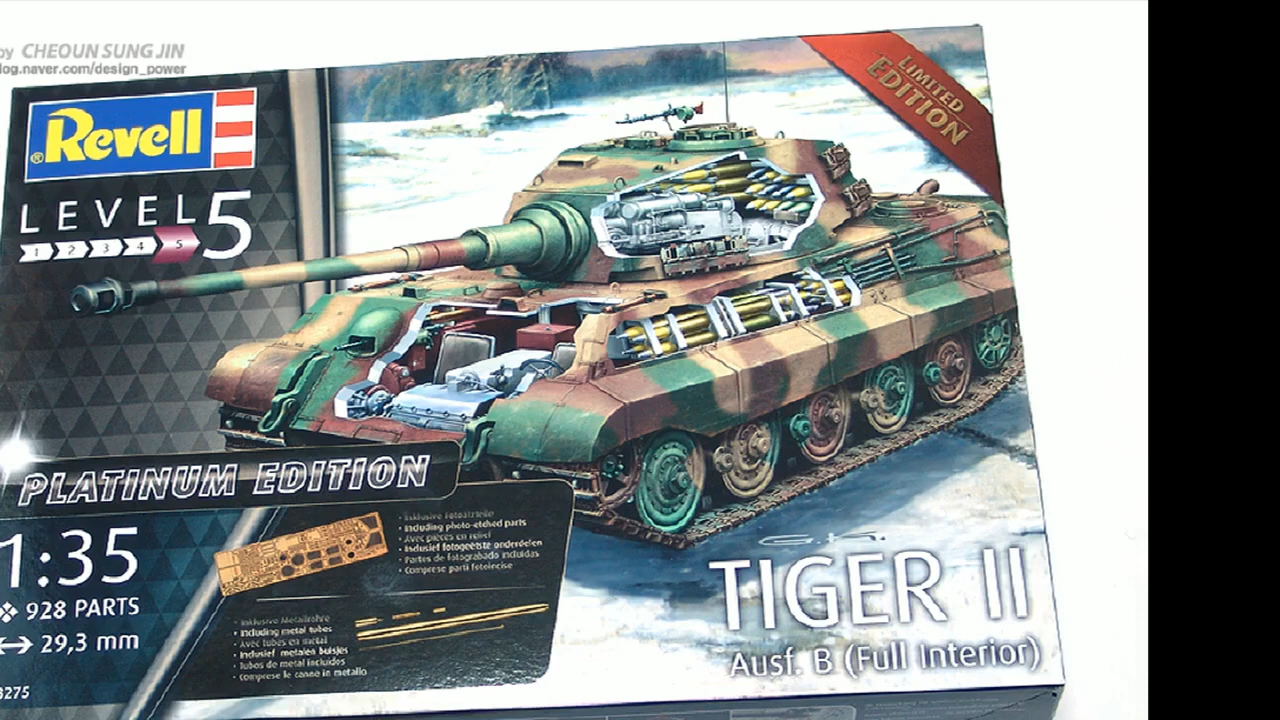 by CHEOUN SUNG JIN
log.naver.com/design_power
LIMITED
EDITION
® Revell
LEVEL 5
1 2 3 4 5
PLATINUM EDITION
1:35
928 PARTS
29,3 mm
3275
• Inklusive Fotoätzteile
• Including photo-etched parts
• Avec pièces en relief
• Inclusief fotogeëtste onderdelen
• Partes de fotograbado incluidas
• Comprese parti fotoincise
• Inklusive Metallrohre
• Including metal tubes
• Avec tubes en métal
• Inclusief metalen buisjes
• Tubos de metal incluidos
• Comprese le canne in metallo
TIGER II
Ausf. B (Full Interior)